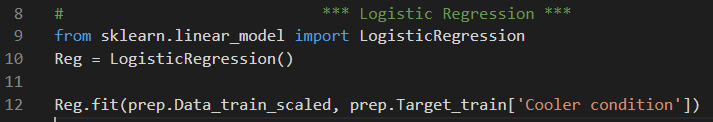 8 # *** Logistic Regression ***
9 from sklearn.linear_model import LogisticRegression
10 Reg = LogisticRegression()
11
12 Reg.fit(prep.Data_train_scaled, prep.Target_train['Cooler condition'])